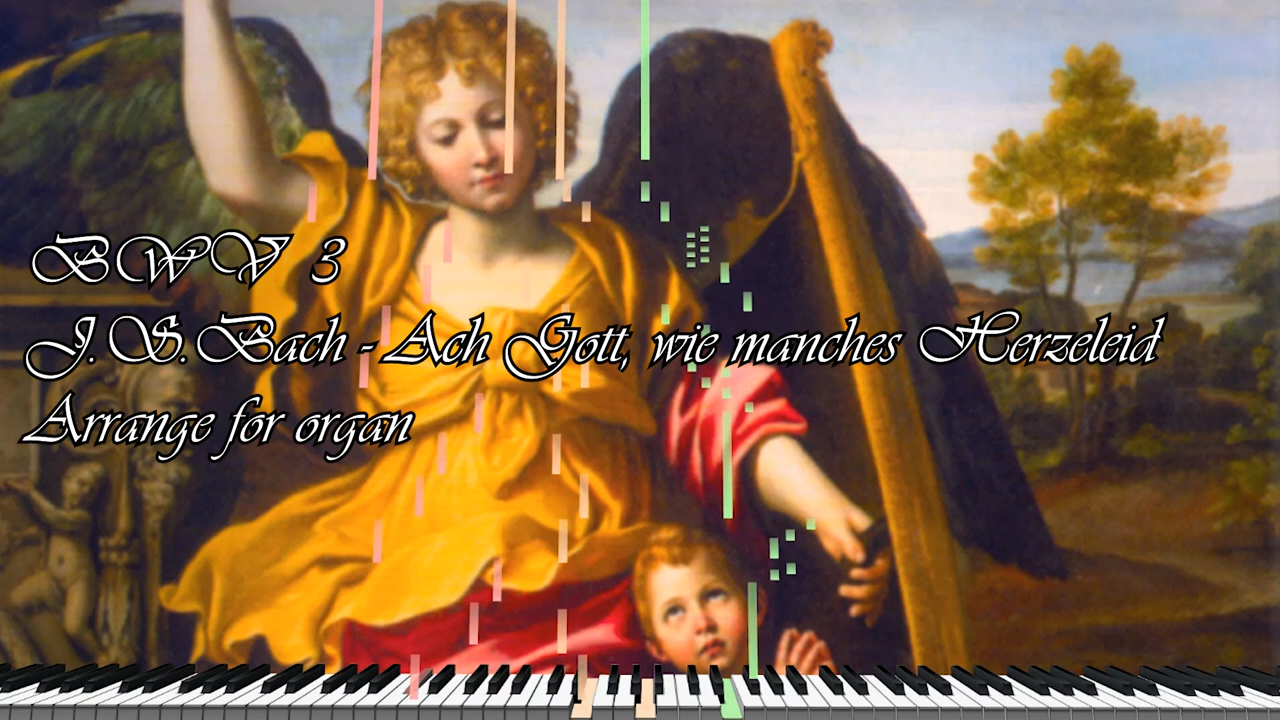 BWV 3
J.S.Bach - Ach Gott, wie manches Herzeleid
Arrange for organ